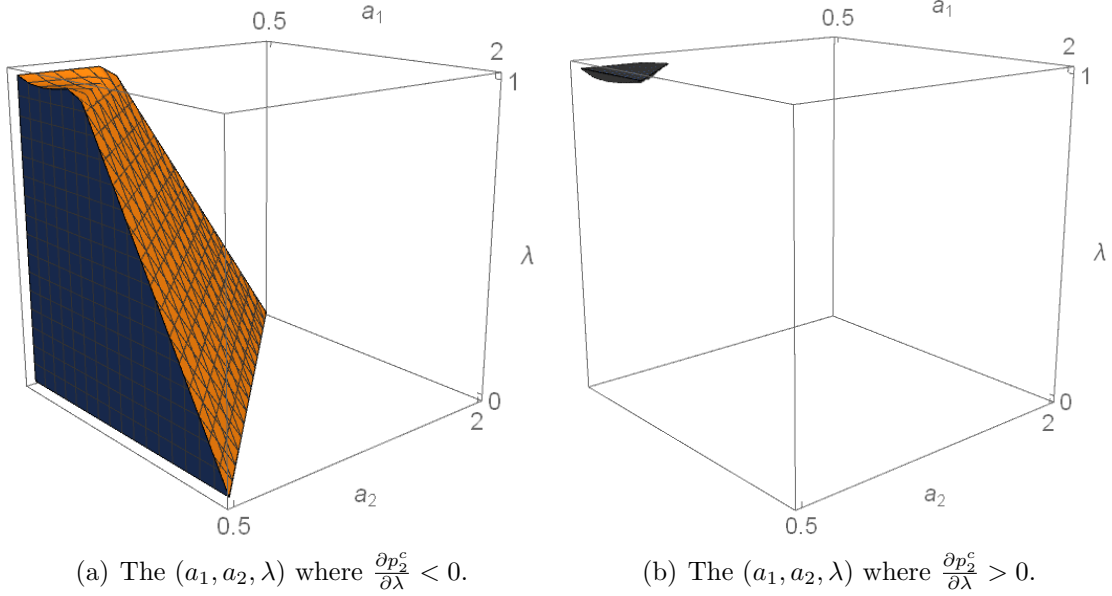 a₁
0.5
2
1
λ
0
2
a₂
0.5
a₁
0.5
2
1
λ
0
2
a₂
0.5
(a) The (a₁, a₂, λ) where ∂p₂ᶜ/∂λ < 0.
(b) The (a₁, a₂, λ) where ∂p₂ᶜ/∂λ > 0.